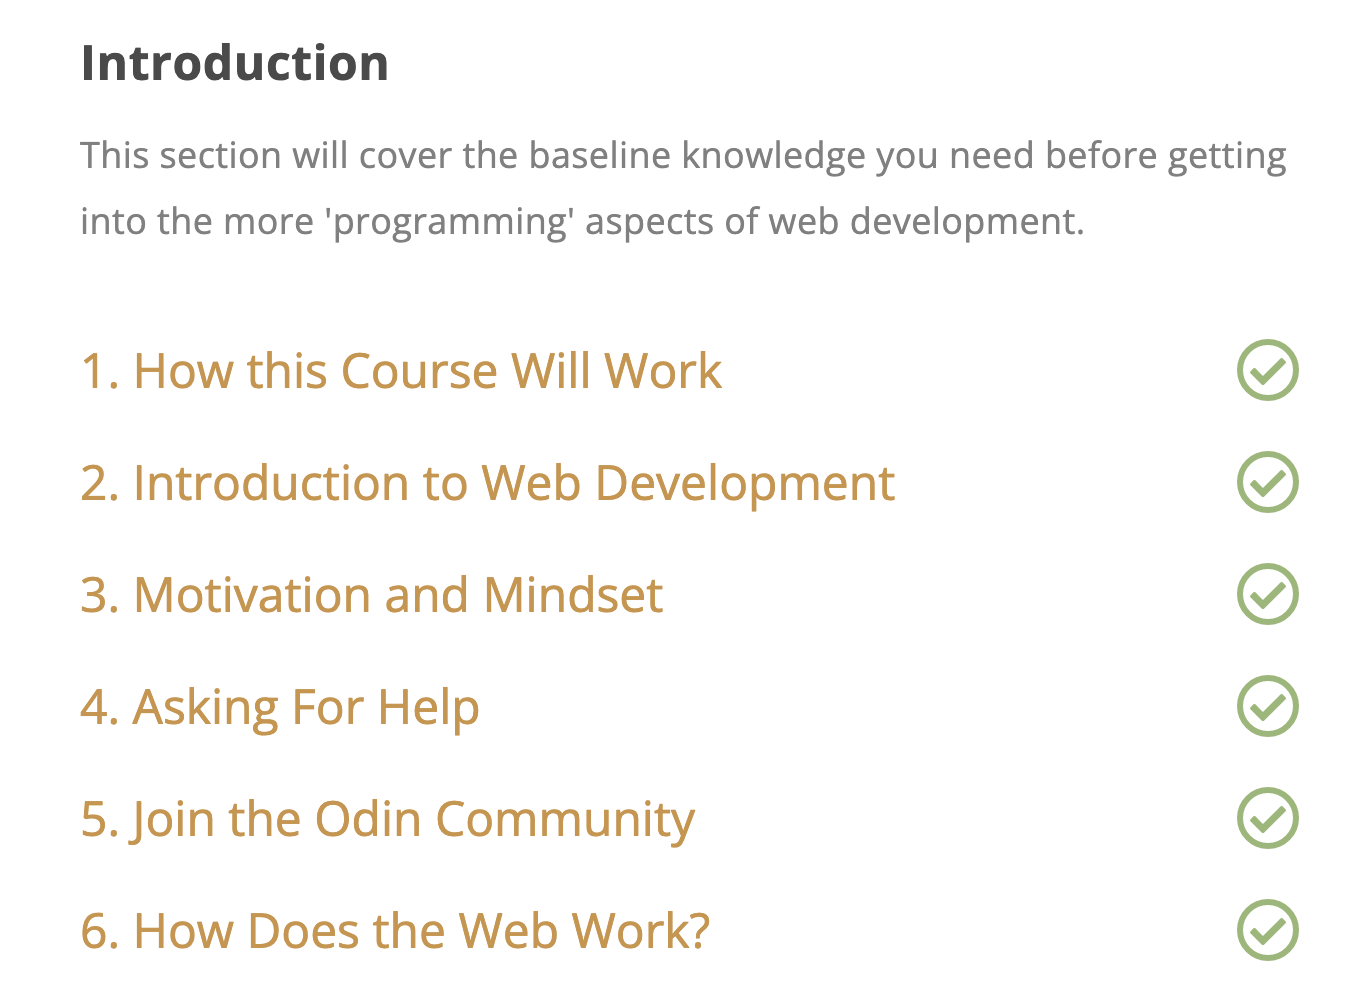 Introduction
This section will cover the baseline knowledge you need before getting
into the more 'programming' aspects of web development.
1. How this Course Will Work
2. Introduction to Web Development
3. Motivation and Mindset
4. Asking For Help
5. Join the Odin Community
6. How Does the Web Work?